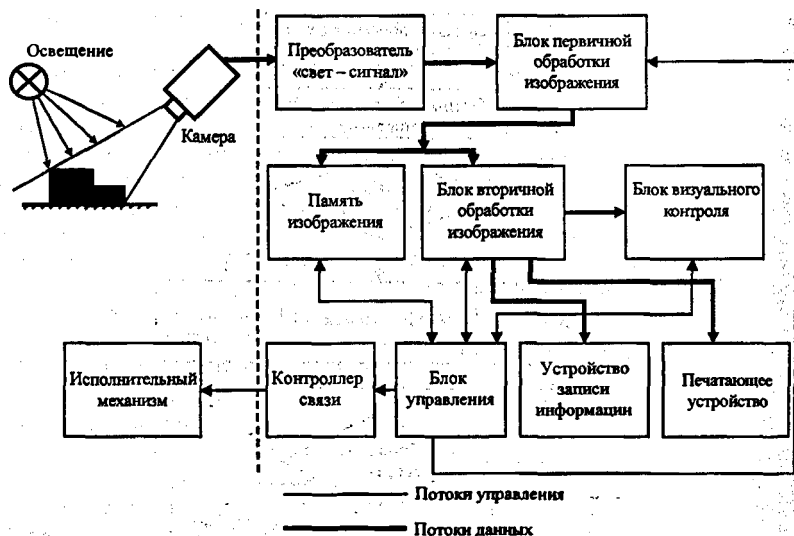 Освещение
Камера
Преобразователь
«свет – сигнал»
Блок первичной
обработки
изображения
Память
изображения
Блок вторичной
обработки
изображения
Блок визуального
контроля
Исполнительный
механизм
Контроллер
связи
Блок
управления
Устройство
записи
информации
Печатающее
устройство
Потоки управления
Потоки данных